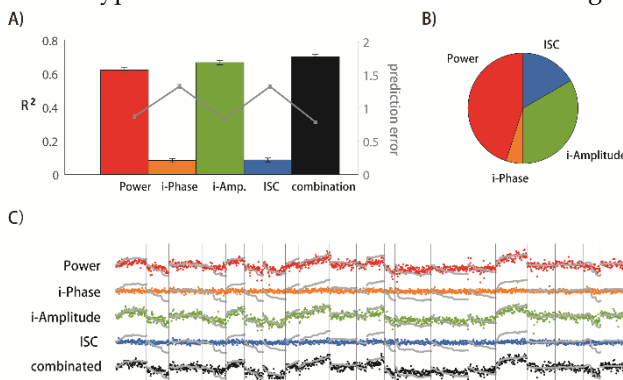 A)
0.8
0.6
0.4
0.2
0
R²
Power
i-Phase
i-Amp.
ISC
combination
2
1.5
1
0.5
0
prediction error
B)
Power
ISC
i-Amplitude
i-Phase
C)
Power
i-Phase
i-Amplitude
ISC
combinated